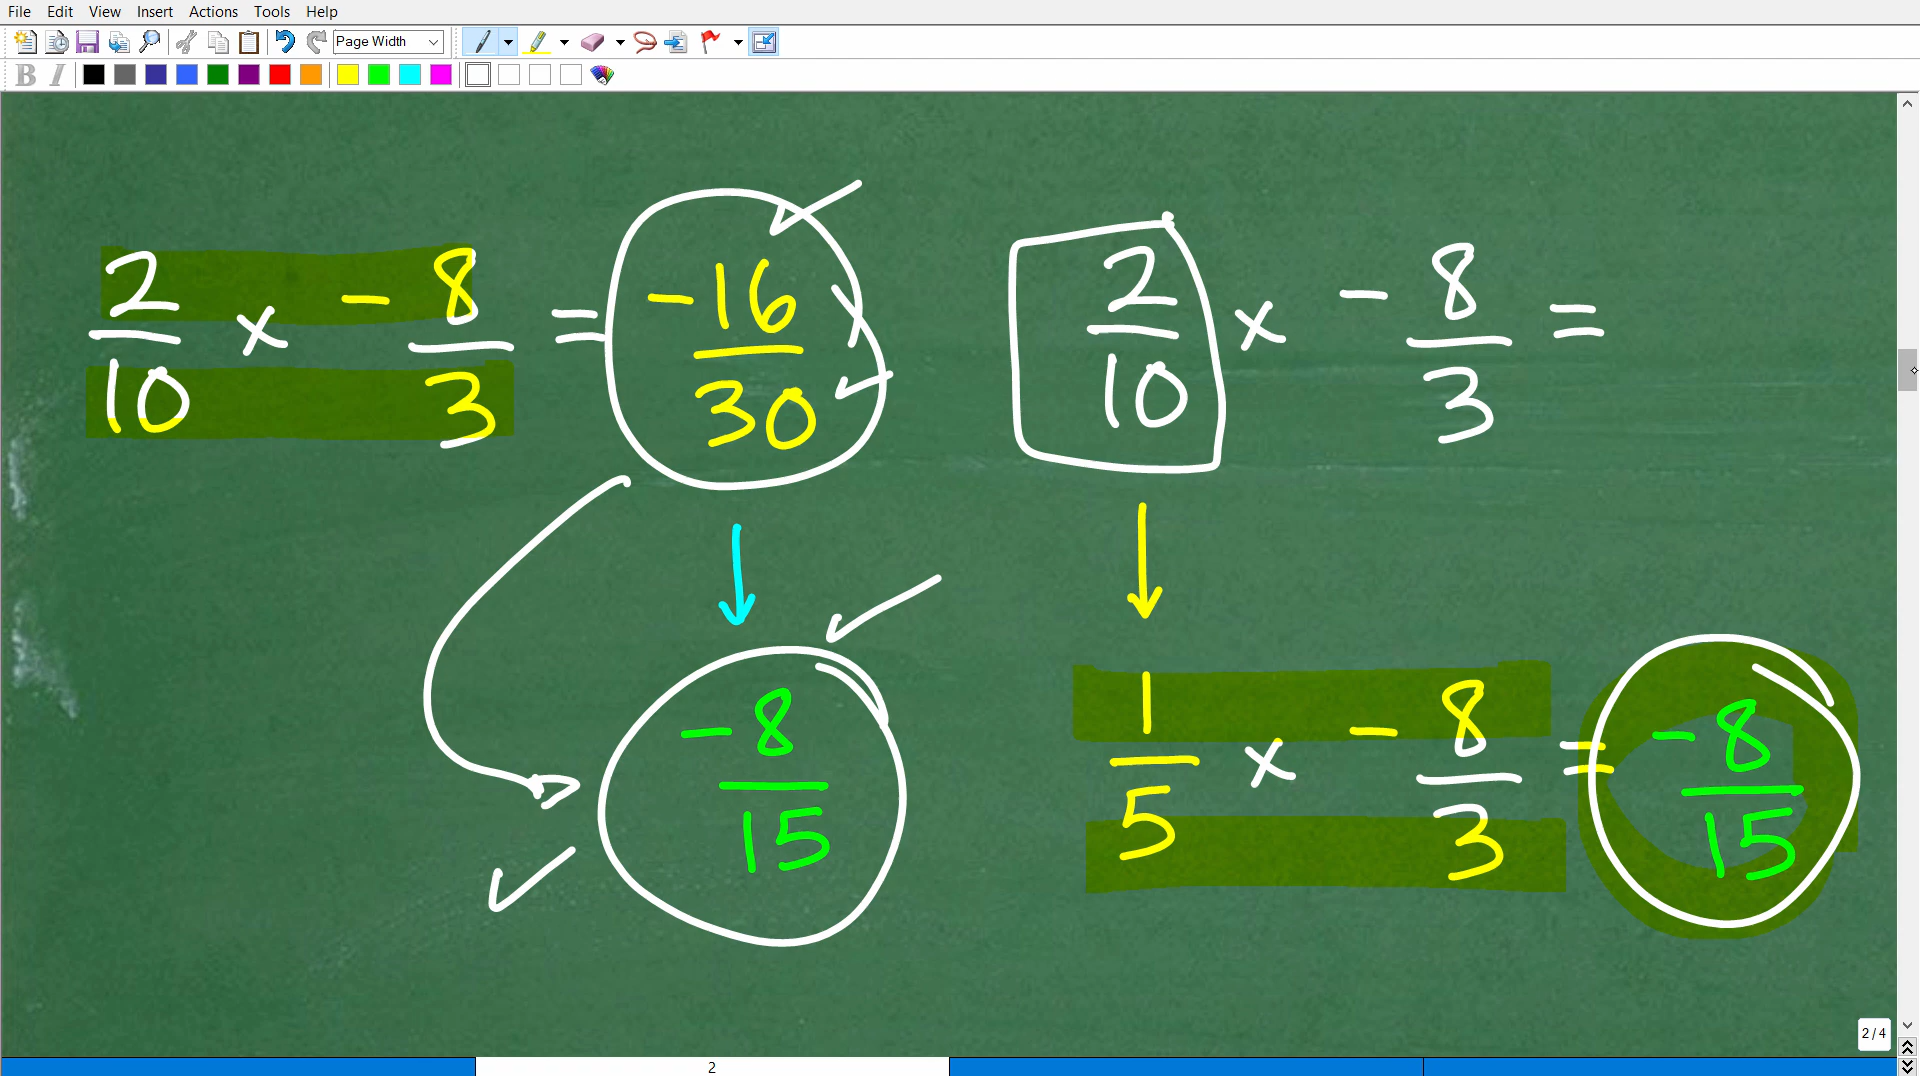 File Edit View Insert Actions Tools Help
Page Width
B I
2/10 x -8/3 = -16/30
2/10 x -8/3 =
-8/15
1/5 x -8/3 = -8/15
2 / 4
2